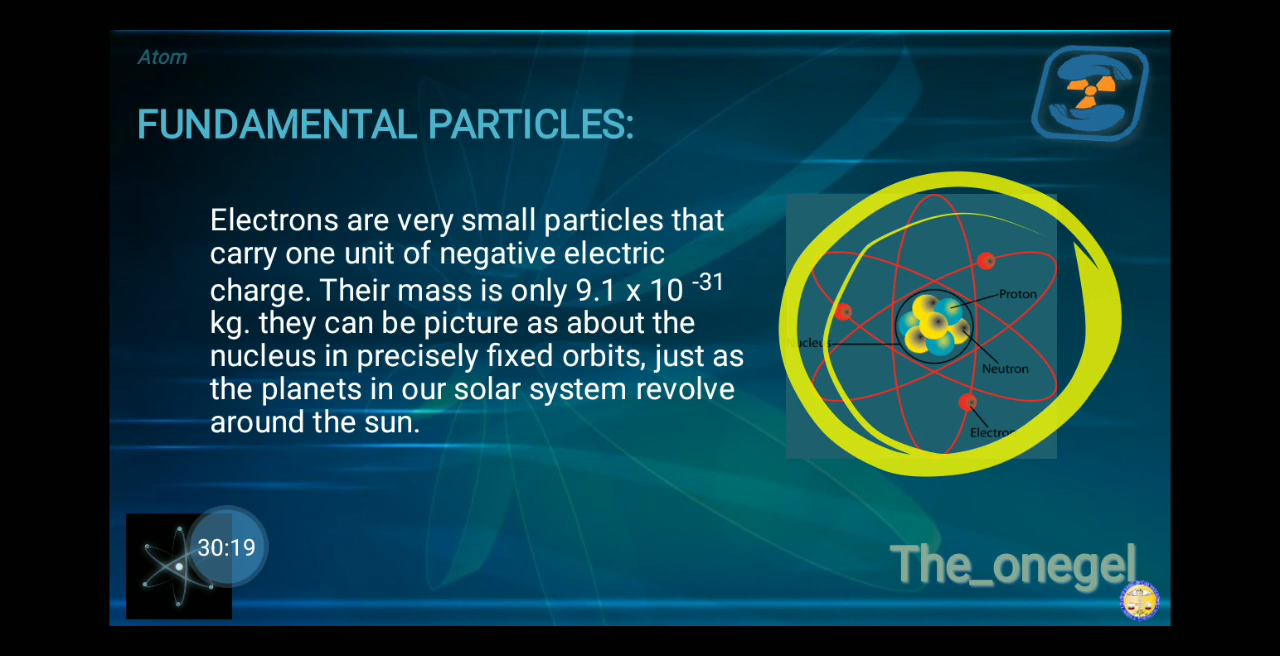 Atom
FUNDAMENTAL PARTICLES:
Electrons are very small particles that
carry one unit of negative electric
charge. Their mass is only 9.1 x 10 -31
kg. they can be picture as about the
nucleus in precisely fixed orbits, just as
the planets in our solar system revolve
around the sun.
Proton
Nucleus
Neutron
Electron
30:19
The_onegel